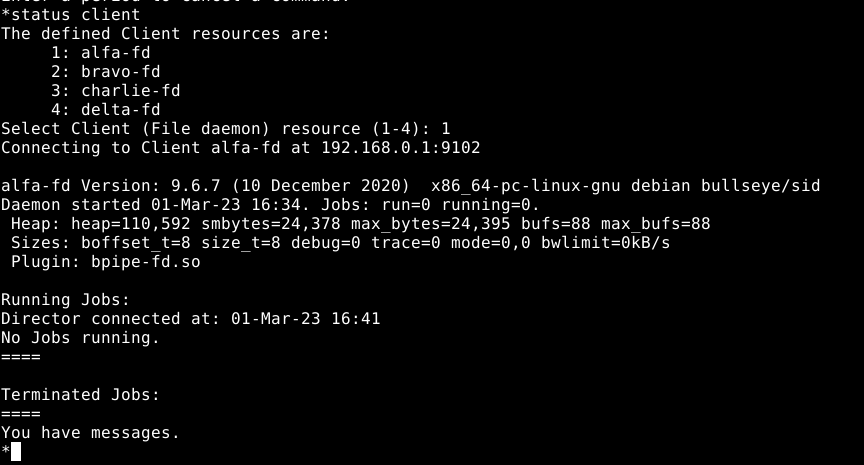 Enter a period to cancel a command.
*status client
The defined Client resources are:
     1: alfa-fd
     2: bravo-fd
     3: charlie-fd
     4: delta-fd
Select Client (File daemon) resource (1-4): 1
Connecting to Client alfa-fd at 192.168.0.1:9102

alfa-fd Version: 9.6.7 (10 December 2020)  x86_64-pc-linux-gnu debian bullseye/sid
Daemon started 01-Mar-23 16:34. Jobs: run=0 running=0.
 Heap: heap=110,592 smbytes=24,378 max_bytes=24,395 bufs=88 max_bufs=88
 Sizes: boffset_t=8 size_t=8 debug=0 trace=0 mode=0,0 bwlimit=0kB/s
 Plugin: bpipe-fd.so

Running Jobs:
Director connected at: 01-Mar-23 16:41
No Jobs running.
====

Terminated Jobs:
====
You have messages.
*